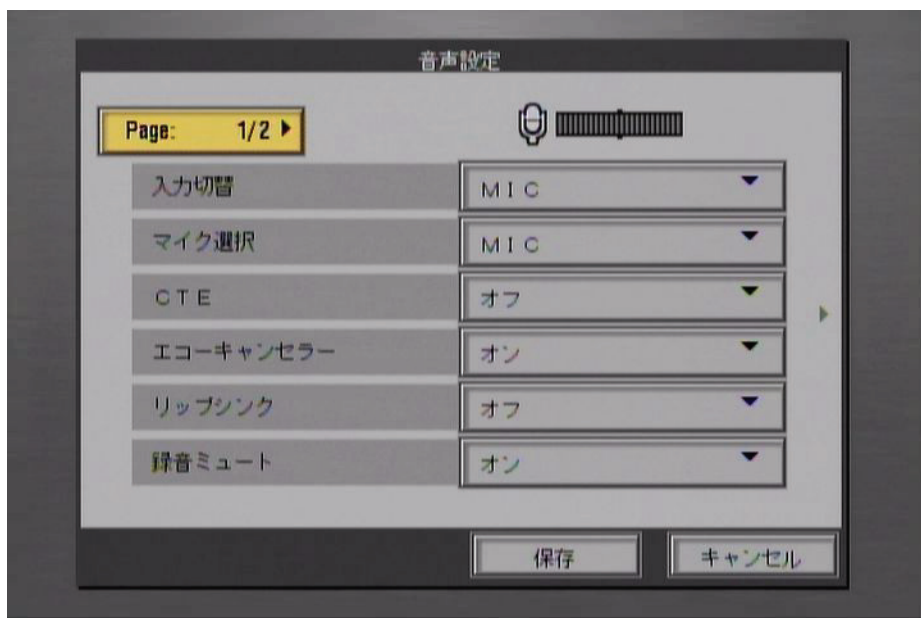 音声設定
Page: 1/2
入力切替 MIC
マイク選択 MIC
CTE オフ
エコーキャンセラー オン
リップシンク オフ
録音ミュート オン
保存 キャンセル